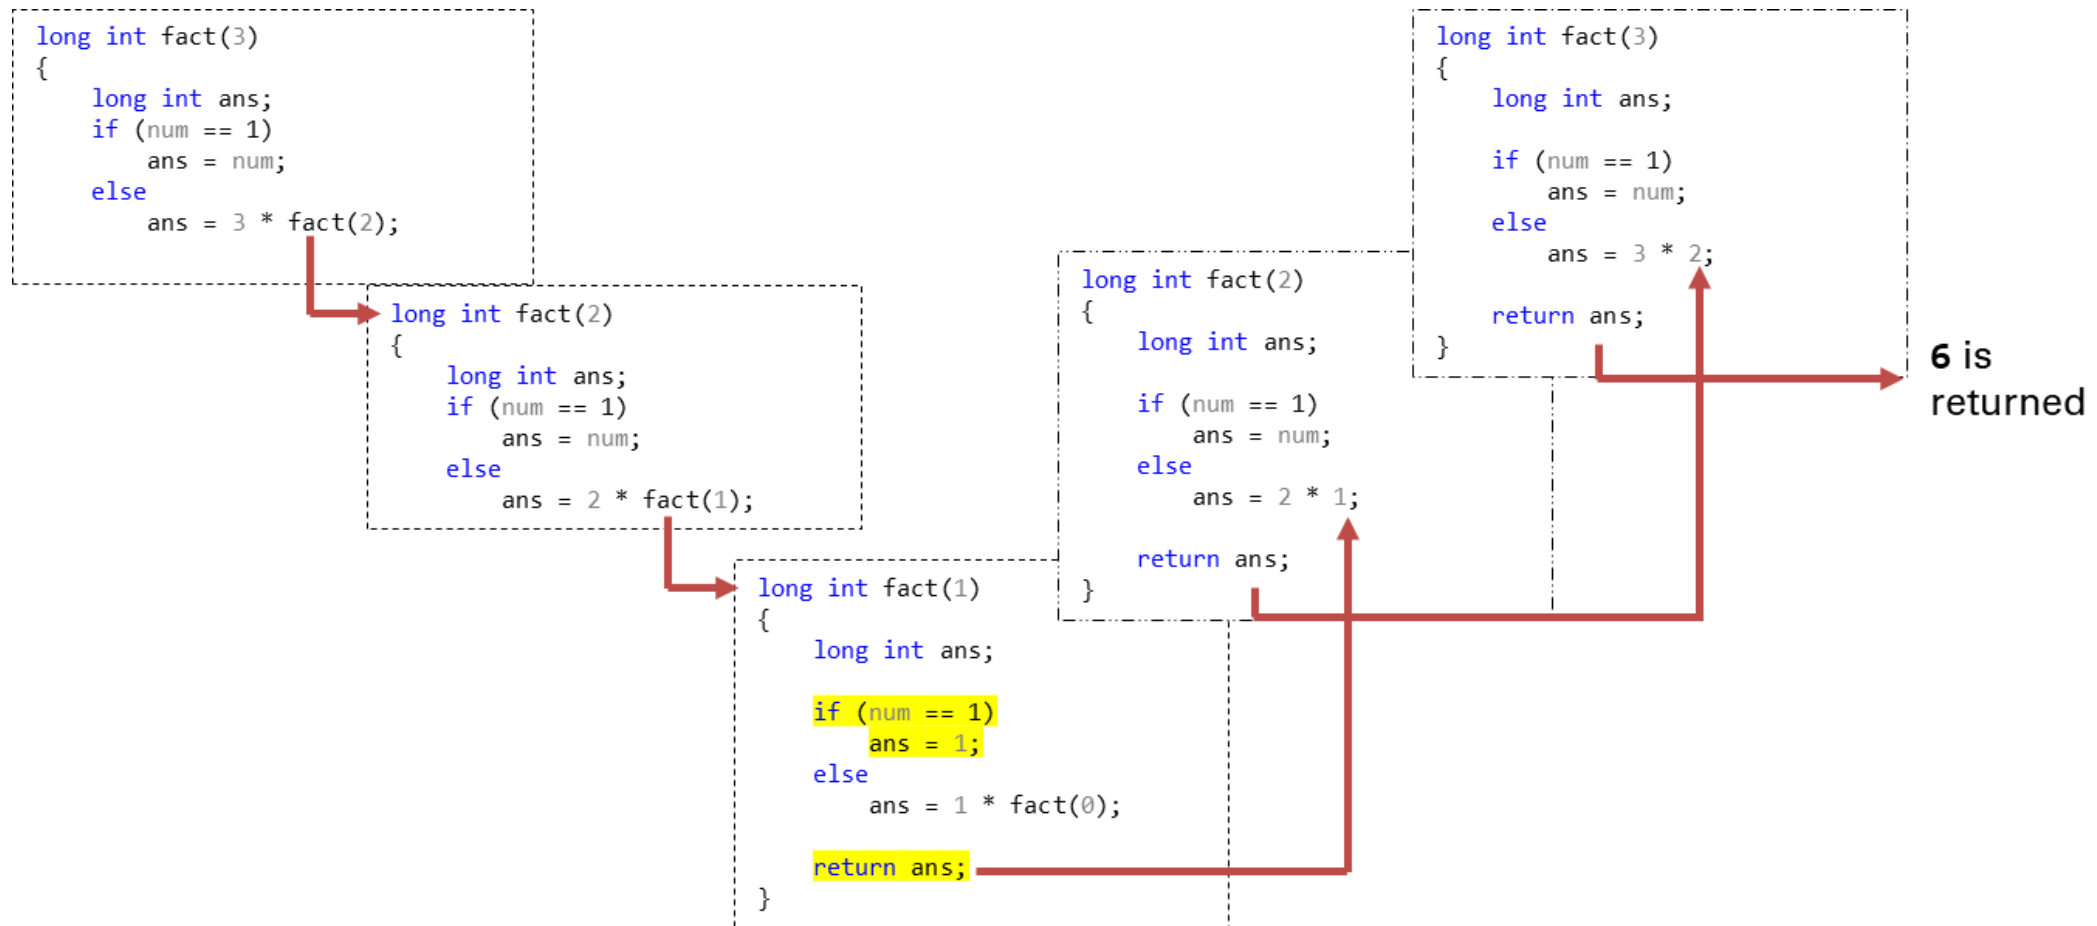 long int fact(3)
{
    long int ans;
    if (num == 1)
        ans = num;
    else
        ans = 3 * fact(2);
long int fact(2)
{
    long int ans;
    if (num == 1)
        ans = num;
    else
        ans = 2 * fact(1);
long int fact(1)
{
    long int ans;
    if (num == 1)
        ans = 1;
    else
        ans = 1 * fact(0);
    return ans;
}
long int fact(2)
{
    long int ans;
    if (num == 1)
        ans = num;
    else
        ans = 2 * 1;
    return ans;
}
long int fact(3)
{
    long int ans;
    if (num == 1)
        ans = num;
    else
        ans = 3 * 2;
    return ans;
}
6 is
returned